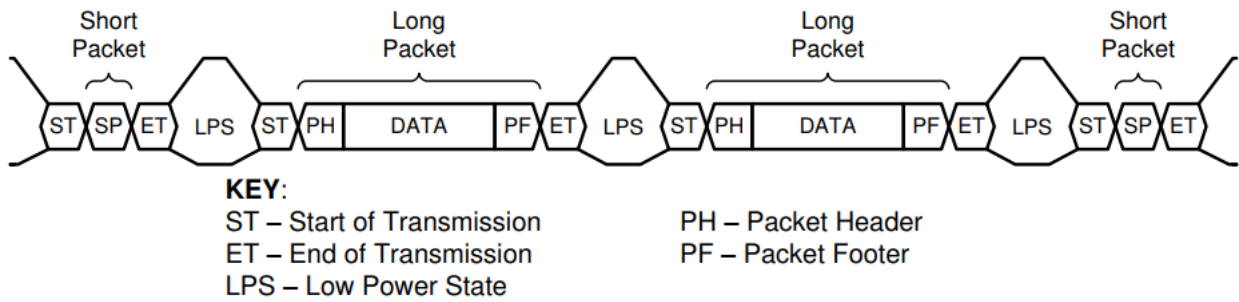 Short Packet
Long Packet
Long Packet
Short Packet
ST SP ET LPS ST PH DATA PF ET LPS ST PH DATA PF ET LPS ST SP ET
KEY:
ST – Start of Transmission
PH – Packet Header
ET – End of Transmission
PF – Packet Footer
LPS – Low Power State